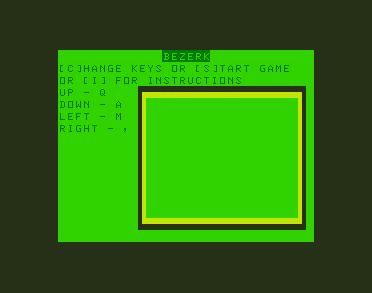 BEZERK
[C]HANGE KEYS OR [S]TART GAME
OR [I] FOR INSTRUCTIONS
UP - Q
DOWN - A
LEFT - M
RIGHT - ,